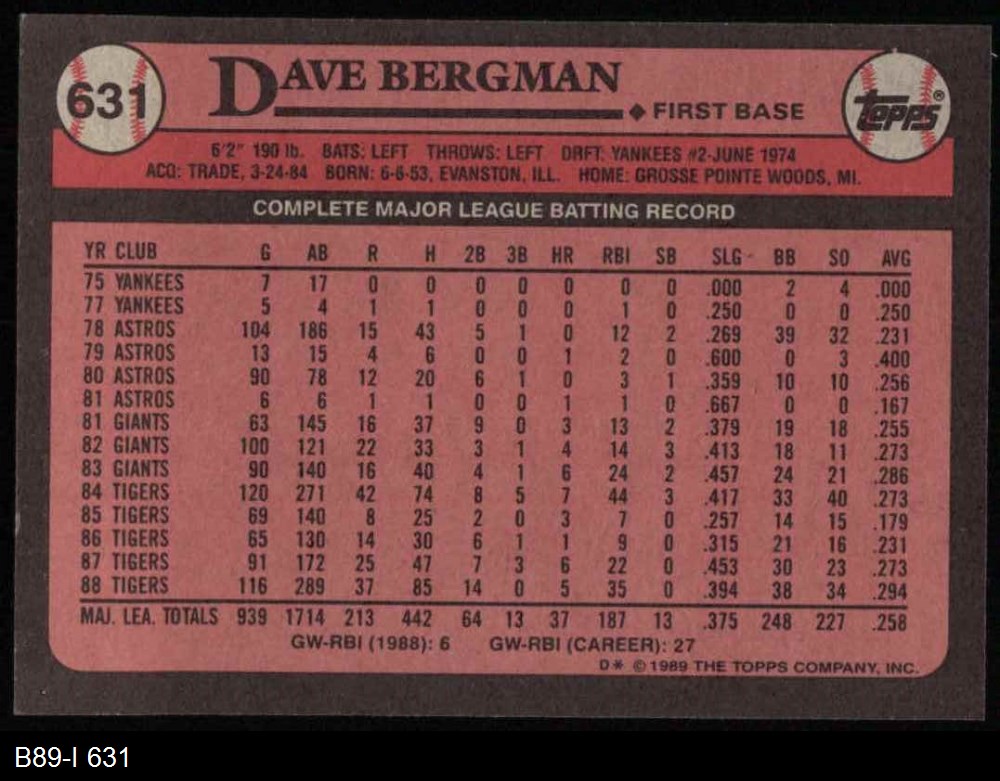 631
DAVE BERGMAN
◆ FIRST BASE
topps®
6'2" 190 lb. BATS: LEFT THROWS: LEFT DRFT: YANKEES #2-JUNE 1974
ACQ: TRADE, 3-24-84 BORN: 6-6-53, EVANSTON, ILL. HOME: GROSSE POINTE WOODS, MI.
COMPLETE MAJOR LEAGUE BATTING RECORD
YR CLUB G AB R H 2B 3B HR RBI SB SLG BB SO AVG
75 YANKEES 7 17 0 0 0 0 0 0 0 .000 2 4 .000
77 YANKEES 5 4 1 1 0 0 0 1 0 .250 0 0 .250
78 ASTROS 104 186 15 43 5 1 0 12 2 .269 39 32 .231
79 ASTROS 13 15 4 6 0 0 1 2 0 .600 0 3 .400
80 ASTROS 90 78 12 20 6 1 0 3 1 .359 10 10 .256
81 ASTROS 6 6 1 1 0 0 1 1 0 .667 0 0 .167
81 GIANTS 63 145 16 37 9 0 3 13 2 .379 19 18 .255
82 GIANTS 100 121 22 33 3 1 4 14 3 .413 18 11 .273
83 GIANTS 90 140 16 40 4 1 6 24 2 .457 24 21 .286
84 TIGERS 120 271 42 74 8 5 7 44 3 .417 33 40 .273
85 TIGERS 69 140 8 25 2 0 3 7 0 .257 14 15 .179
86 TIGERS 65 130 14 30 6 1 1 9 0 .315 21 16 .231
87 TIGERS 91 172 25 47 7 3 6 22 0 .453 30 23 .273
88 TIGERS 116 289 37 85 14 0 5 35 0 .394 38 34 .294
MAJ. LEA. TOTALS 939 1714 213 442 64 13 37 187 13 .375 248 227 .258
GW-RBI (1988): 6 GW-RBI (CAREER): 27
D* © 1989 THE TOPPS COMPANY, INC.
B89-I 631